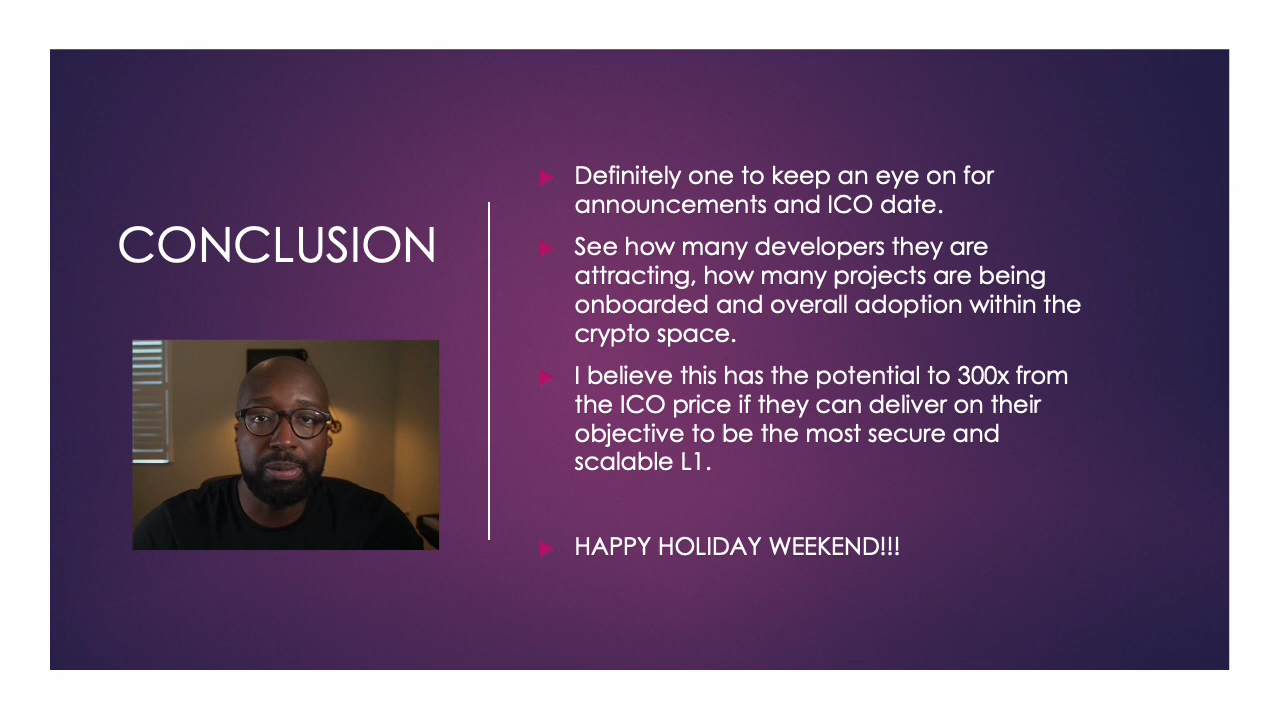 CONCLUSION
Definitely one to keep an eye on for
announcements and ICO date.
See how many developers they are
attracting, how many projects are being
onboarded and overall adoption within the
crypto space.
I believe this has the potential to 300x from
the ICO price if they can deliver on their
objective to be the most secure and
scalable L1.
HAPPY HOLIDAY WEEKEND!!!